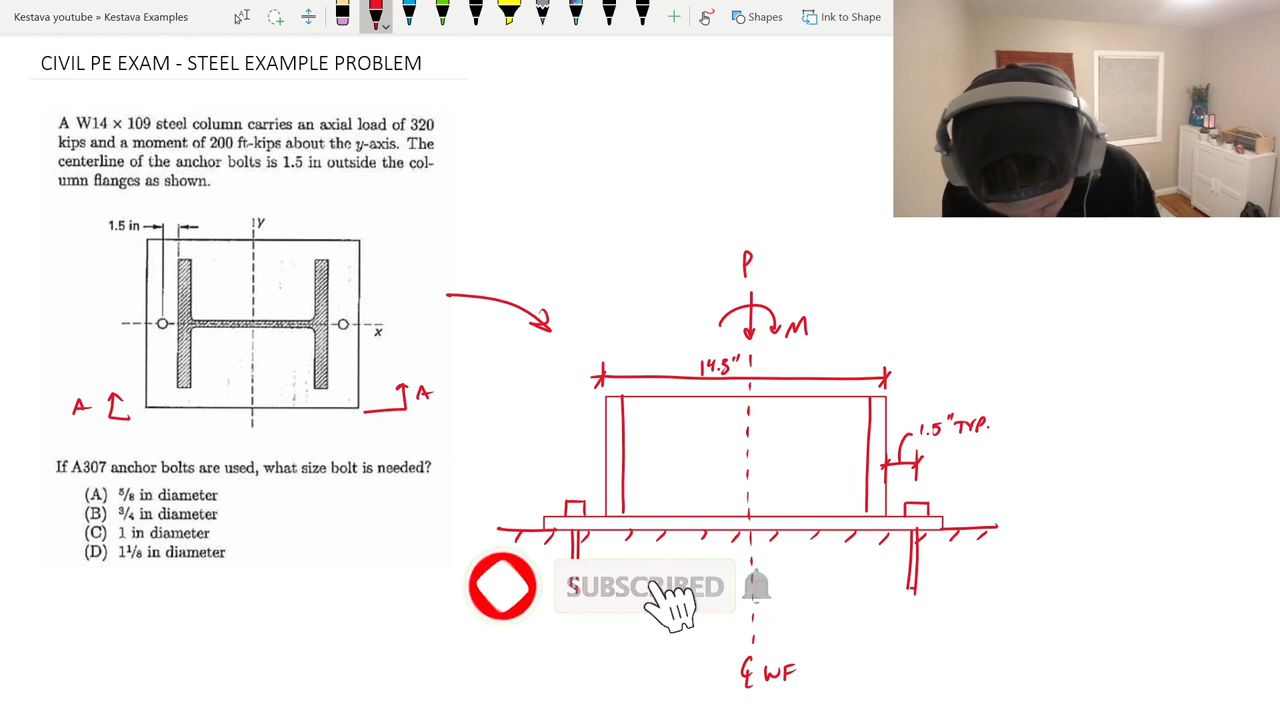 Kestava youtube » Kestava Examples
Shapes
Ink to Shape
CIVIL PE EXAM - STEEL EXAMPLE PROBLEM
A W14 × 109 steel column carries an axial load of 320
kips and a moment of 200 ft-kips about the y-axis. The
centerline of the anchor bolts is 1.5 in outside the col-
umn flanges as shown.
1.5 in
y
x
A
A
If A307 anchor bolts are used, what size bolt is needed?
(A) 5/8 in diameter
(B) 3/4 in diameter
(C) 1 in diameter
(D) 1 1/8 in diameter
P
M
14.3"
1.5" TYP.
SUBSCRIBED
℄ WF